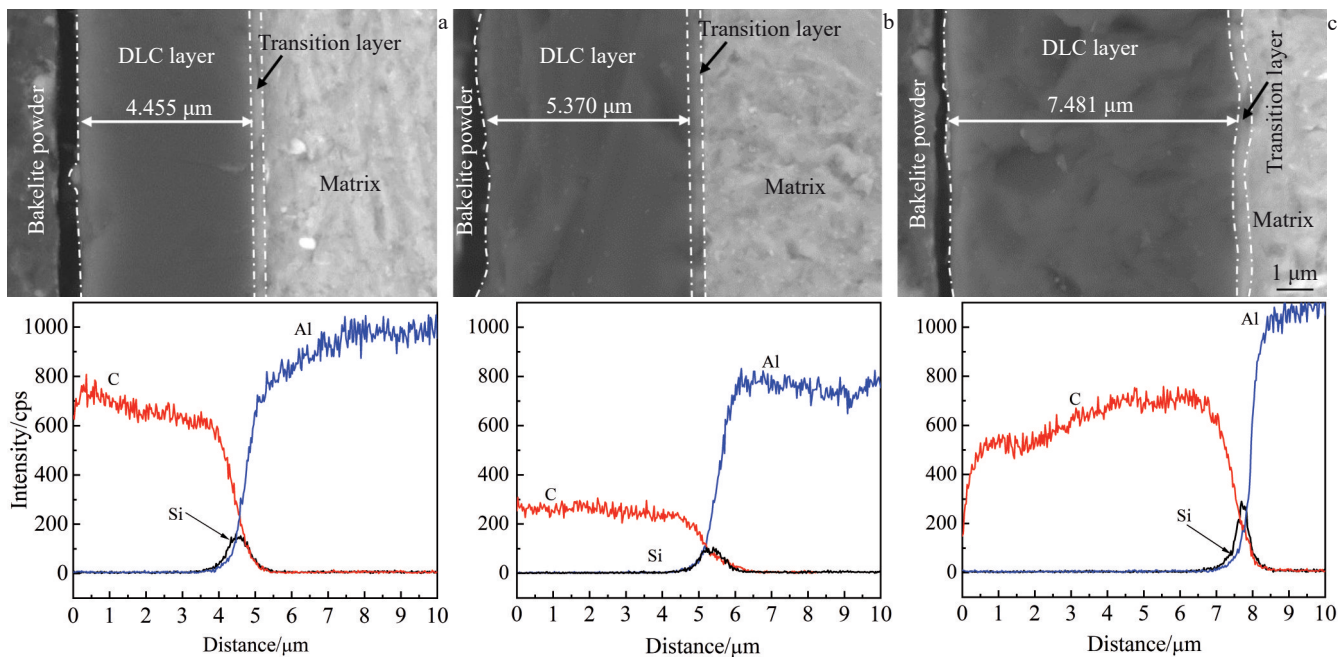 a
Transition layer
DLC layer
4.455 μm
Bakelite powder
Matrix
b
Transition layer
DLC layer
5.370 μm
Bakelite powder
Matrix
c
DLC layer
7.481 μm
Transition layer
Bakelite powder
Matrix
1 μm
1000
800
600
400
200
0
Intensity/cps
C
Al
Si
0 1 2 3 4 5 6 7 8 9 10
Distance/μm
1000
800
600
400
200
0
C
Al
Si
0 1 2 3 4 5 6 7 8 9 10
Distance/μm
1000
800
600
400
200
0
C
Al
Si
0 1 2 3 4 5 6 7 8 9 10
Distance/μm